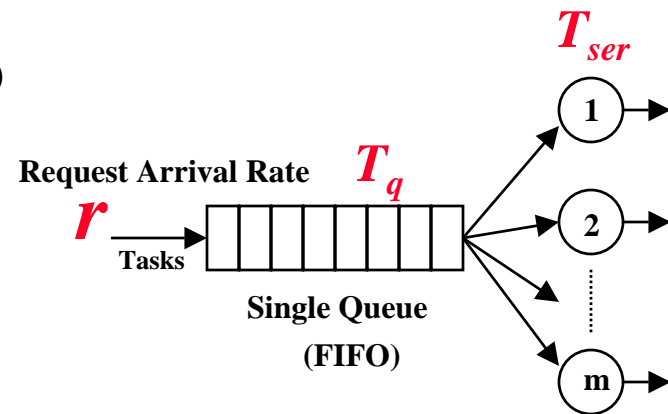 )
T_ser
1
Request Arrival Rate
T_q
r
Tasks
2
Single Queue
(FIFO)
m